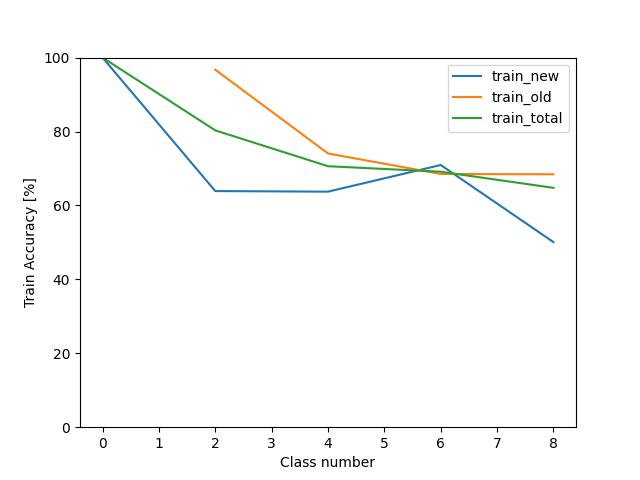 100
80
60
40
20
0
0 1 2 3 4 5 6 7 8
Train Accuracy [%]
Class number
train_new
train_old
train_total